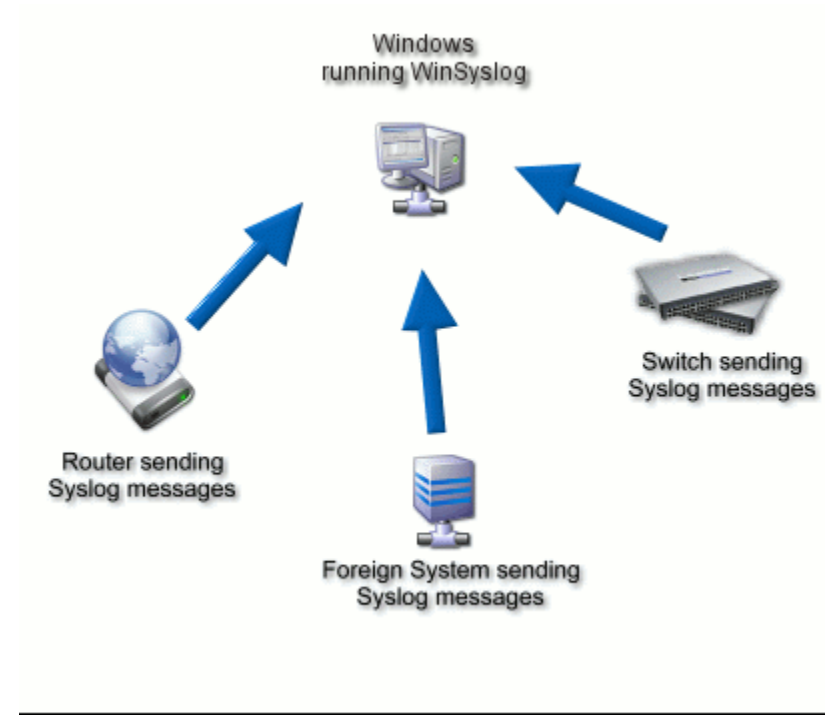 Windows
running WinSyslog
Switch sending
Syslog messages
Router sending
Syslog messages
Foreign System sending
Syslog messages